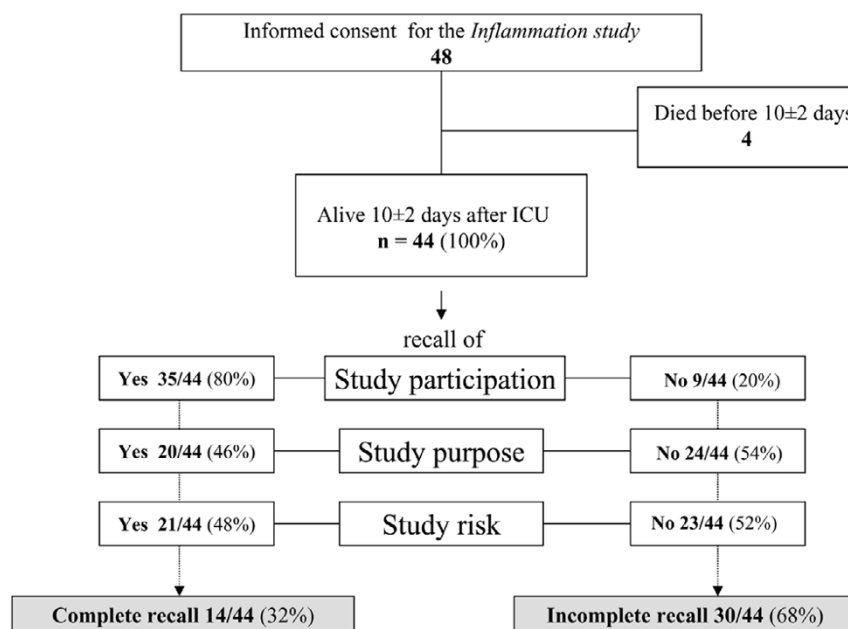 Informed consent for the Inflammation study
48
Died before 10±2 days
4
Alive 10±2 days after ICU
n = 44 (100%)
recall of
Yes 35/44 (80%)
Study participation
No 9/44 (20%)
Yes 20/44 (46%)
Study purpose
No 24/44 (54%)
Yes 21/44 (48%)
Study risk
No 23/44 (52%)
Complete recall 14/44 (32%)
Incomplete recall 30/44 (68%)